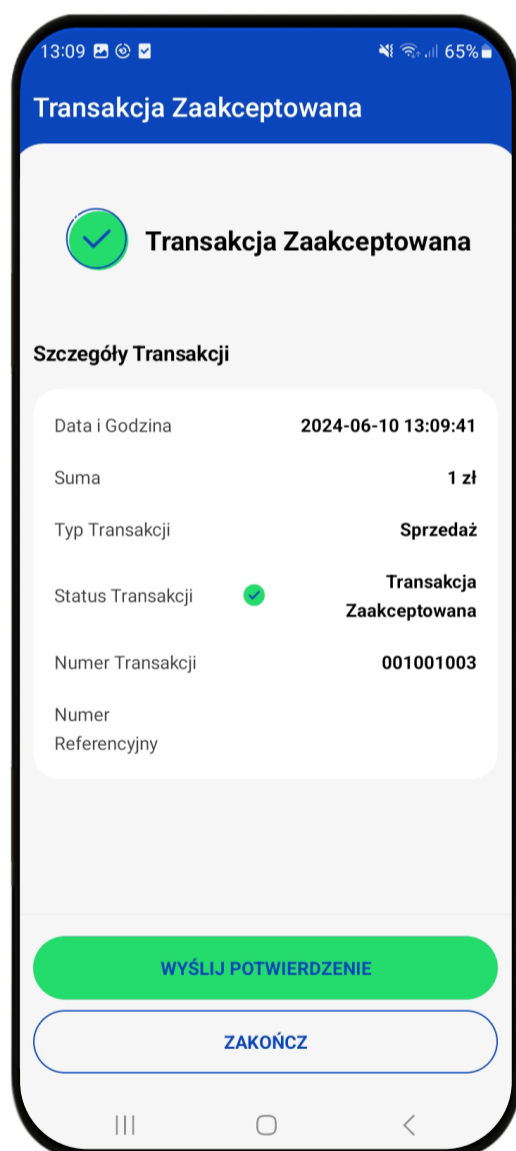 13:09 65%
Transakcja Zaakceptowana
Transakcja Zaakceptowana
Szczegóły Transakcji
Data i Godzina 2024-06-10 13:09:41
Suma 1 zł
Typ Transakcji Sprzedaż
Status Transakcji Transakcja
Zaakceptowana
Numer Transakcji 001001003
Numer
Referencyjny
WYŚLIJ POTWIERDZENIE
ZAKOŃCZ